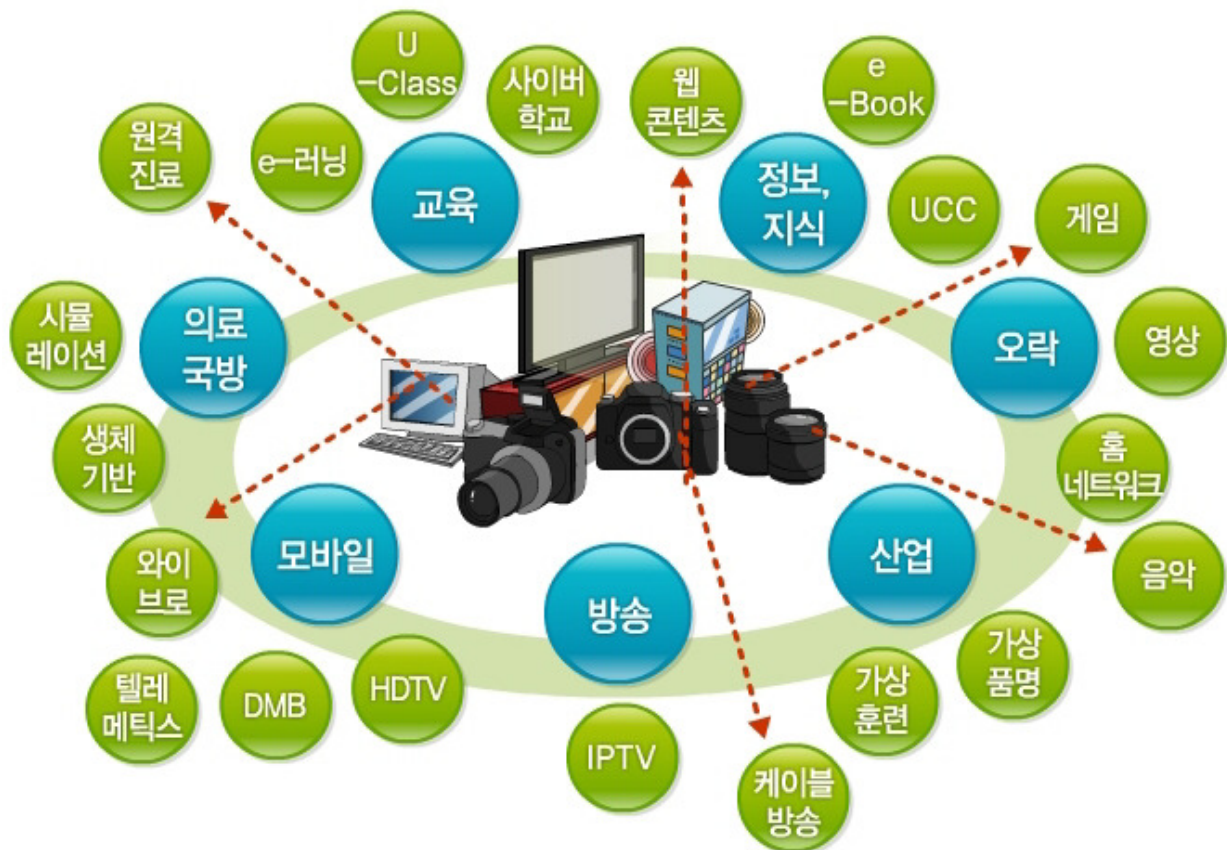 U
-Class
사이버
학교
웹
콘텐츠
e
-Book
원격
진료
e-러닝
교육
정보,
지식
UCC
게임
시뮬
레이션
의료
국방
오락
영상
생체
기반
홈
네트워크
와이
브로
모바일
방송
산업
음악
텔레
메틱스
DMB
HDTV
IPTV
케이블
방송
가상
훈련
가상
품명